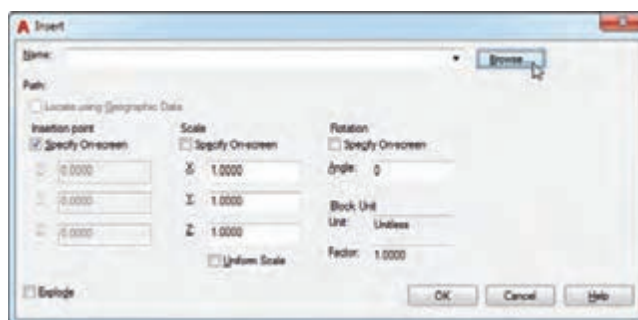 Insert
Name:
Browse...
Path:
Locate using Geographic Data
Insertion point
Specify On-screen
X: 0.0000
Y: 0.0000
Z: 0.0000
Scale
Specify On-screen
X: 1.0000
Y: 1.0000
Z: 1.0000
Uniform Scale
Rotation
Specify On-screen
Angle: 0
Block Unit
Unit: Unitless
Factor: 1.0000
Explode
OK
Cancel
Help